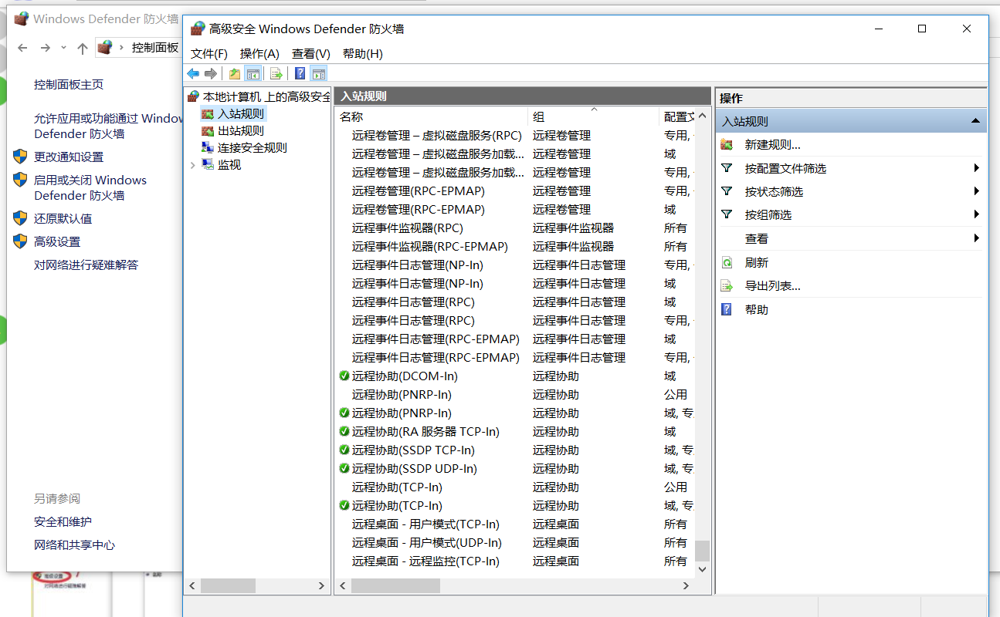 Windows Defender 防火墙
控制面板
控制面板主页
允许应用或功能通过 Windo
Defender 防火墙
更改通知设置
启用或关闭 Windows
Defender 防火墙
还原默认值
高级设置
对网络进行疑难解答
另请参阅
安全和维护
网络和共享中心
高级设置
对网络进行疑难解答
名称
高级安全 Windows Defender 防火墙
文件(F) 操作(A) 查看(V) 帮助(H)
本地计算机 上的高级安全
入站规则
出站规则
连接安全规则
监视
入站规则
名称 组 配置文
远程卷管理 – 虚拟磁盘服务(RPC) 远程卷管理 专用,
远程卷管理 – 虚拟磁盘服务加载... 远程卷管理 域
远程卷管理 – 虚拟磁盘服务加载... 远程卷管理 专用,
远程卷管理(RPC-EPMAP) 远程卷管理 专用,
远程卷管理(RPC-EPMAP) 远程卷管理 域
远程事件监视器(RPC) 远程事件监视器 所有
远程事件监视器(RPC-EPMAP) 远程事件监视器 所有
远程事件日志管理(NP-In) 远程事件日志管理 专用,
远程事件日志管理(NP-In) 远程事件日志管理 域
远程事件日志管理(RPC) 远程事件日志管理 域
远程事件日志管理(RPC) 远程事件日志管理 专用,
远程事件日志管理(RPC-EPMAP) 远程事件日志管理 域
远程事件日志管理(RPC-EPMAP) 远程事件日志管理 专用,
远程协助(DCOM-In) 远程协助 域
远程协助(PNRP-In) 远程协助 公用
远程协助(PNRP-In) 远程协助 域, 专
远程协助(RA 服务器 TCP-In) 远程协助 域
远程协助(SSDP TCP-In) 远程协助 域, 专
远程协助(SSDP UDP-In) 远程协助 域, 专
远程协助(TCP-In) 远程协助 公用
远程协助(TCP-In) 远程协助 域, 专
远程桌面 - 用户模式(TCP-In) 远程桌面 所有
远程桌面 - 用户模式(UDP-In) 远程桌面 所有
远程桌面 - 远程监控(TCP-In) 远程桌面 所有
操作
入站规则
新建规则...
按配置文件筛选
按状态筛选
按组筛选
查看
刷新
导出列表...
帮助